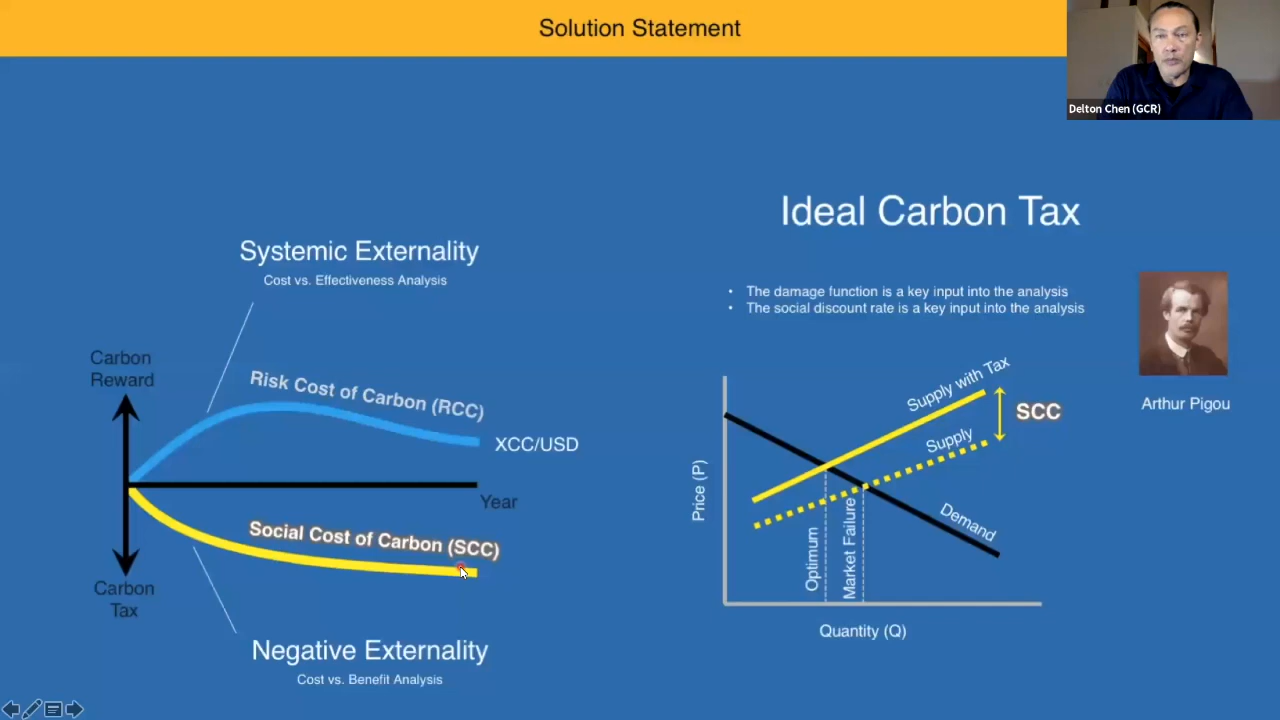 Solution Statement
Delton Chen (GCR)
Ideal Carbon Tax
Systemic Externality
Cost vs. Effectiveness Analysis
• The damage function is a key input into the analysis
• The social discount rate is a key input into the analysis
Carbon
Reward
Risk Cost of Carbon (RCC)
XCC/USD
Year
Social Cost of Carbon (SCC)
Carbon
Tax
Negative Externality
Cost vs. Benefit Analysis
Supply with Tax
SCC
Supply
Arthur Pigou
Price (P)
Demand
Optimum
Market Failure
Quantity (Q)